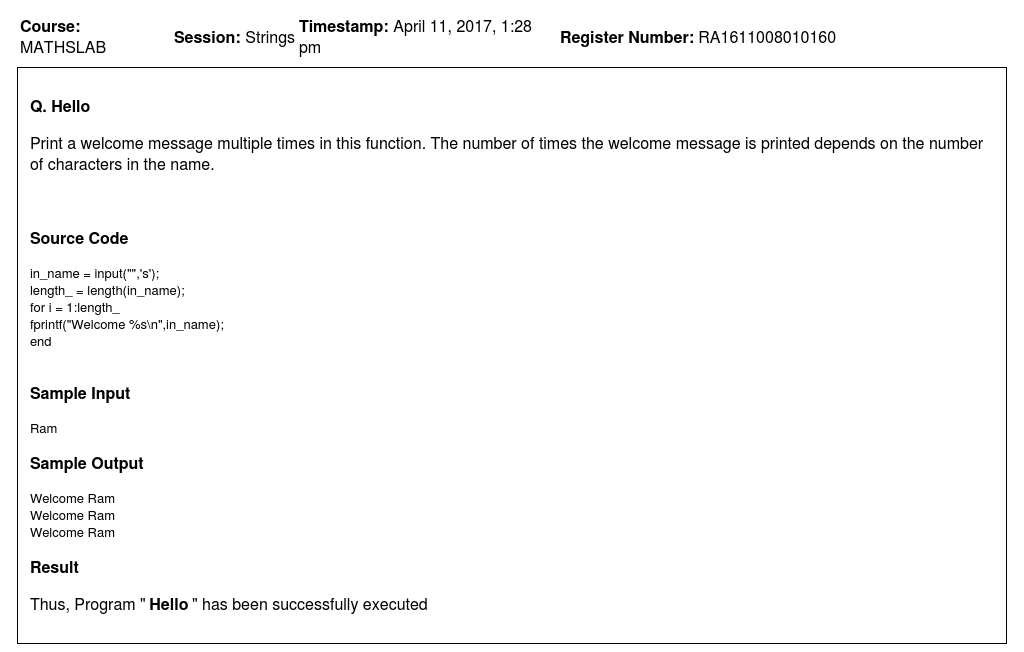 Course: MATHSLAB
Session: Strings
Timestamp: April 11, 2017, 1:28 pm
Register Number: RA1611008010160
Q. Hello
Print a welcome message multiple times in this function. The number of times the welcome message is printed depends on the number
of characters in the name.
Source Code
in_name = input("",'s');
length_ = length(in_name);
for i = 1:length_
fprintf("Welcome %s\n",in_name);
end
Sample Input
Ram
Sample Output
Welcome Ram
Welcome Ram
Welcome Ram
Result
Thus, Program " Hello " has been successfully executed